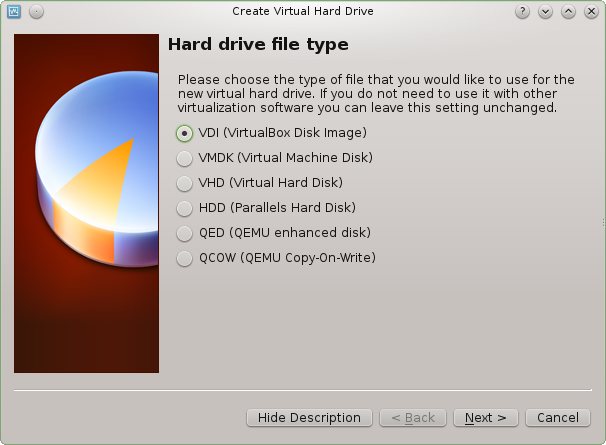 Create Virtual Hard Drive
Hard drive file type
Please choose the type of file that you would like to use for the
new virtual hard drive. If you do not need to use it with other
virtualization software you can leave this setting unchanged.
VDI (VirtualBox Disk Image)
VMDK (Virtual Machine Disk)
VHD (Virtual Hard Disk)
HDD (Parallels Hard Disk)
QED (QEMU enhanced disk)
QCOW (QEMU Copy-On-Write)
Hide Description < Back Next > Cancel